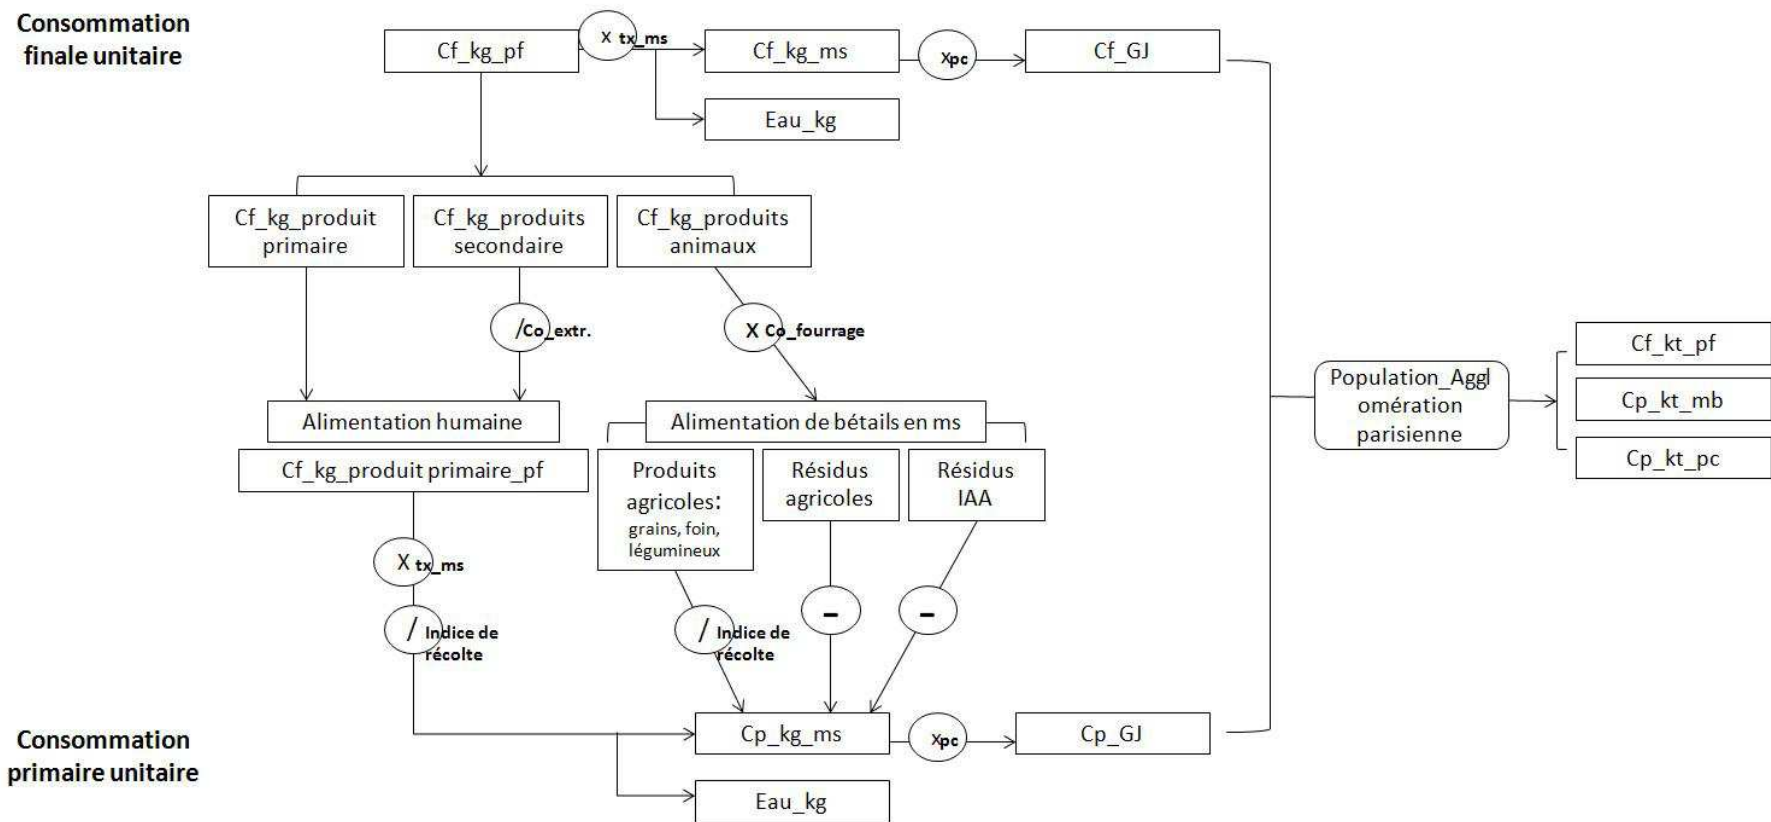 Consommation
finale unitaire
Cf_kg_pf
x tx_ms
Cf_kg_ms
xpc
Cf_GJ
Eau_kg
Cf_kg_produit
primaire
Cf_kg_produits
secondaire
Cf_kg_produits
animaux
/Co_extr.
X Co_fourrage
Alimentation humaine
Alimentation de bétails en ms
Cf_kg_produit primaire_pf
Produits
agricoles:
grains, foin,
légumineux
Résidus
agricoles
Résidus
IAA
X tx_ms
/ Indice de
récolte
/ Indice de
récolte
–
–
Population_Aggl
omération
parisienne
Cf_kt_pf
Cp_kt_mb
Cp_kt_pc
Consommation
primaire unitaire
Cp_kg_ms
xpc
Cp_GJ
Eau_kg